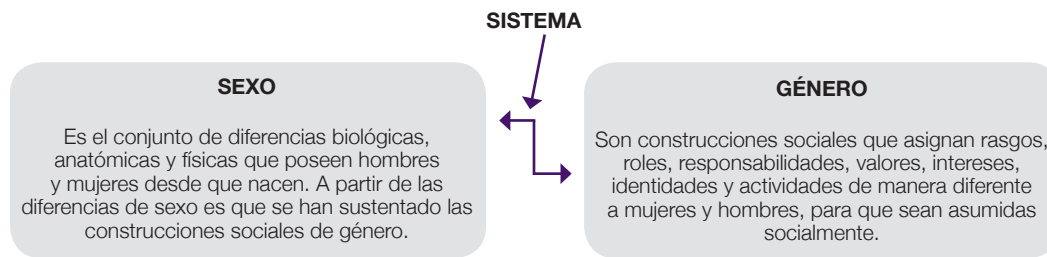 SISTEMA
SEXO
Es el conjunto de diferencias biológicas,
anatómicas y físicas que poseen hombres
y mujeres desde que nacen. A partir de las
diferencias de sexo es que se han sustentado las
construcciones sociales de género.
GÉNERO
Son construcciones sociales que asignan rasgos,
roles, responsabilidades, valores, intereses,
identidades y actividades de manera diferente
a mujeres y hombres, para que sean asumidas
socialmente.